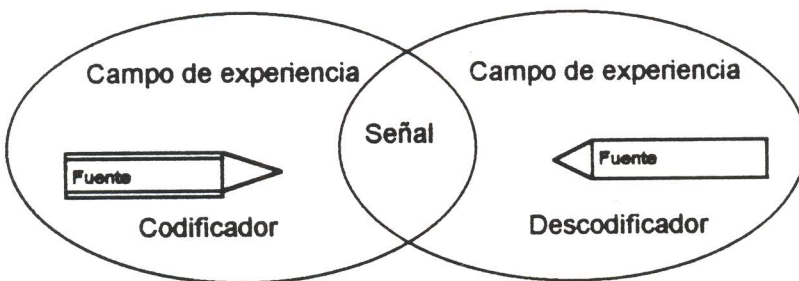 Campo de experiencia
Campo de experiencia
Señal
Fuente
Fuente
Codificador
Descodificador